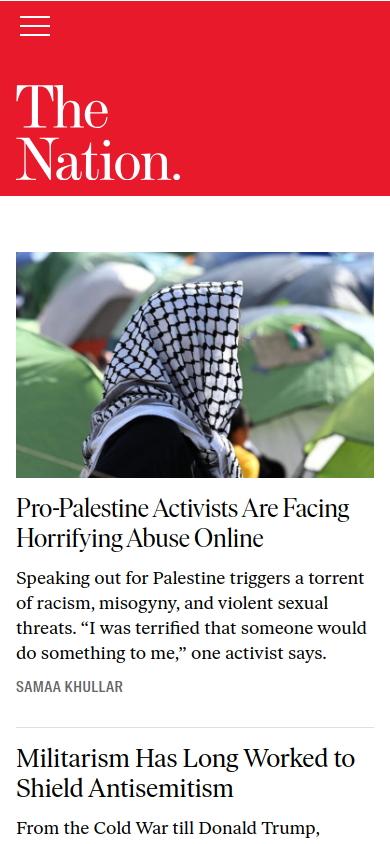 The
Nation.
Pro-Palestine Activists Are Facing
Horrifying Abuse Online
Speaking out for Palestine triggers a torrent
of racism, misogyny, and violent sexual
threats. “I was terrified that someone would
do something to me,” one activist says.
SAMAA KHULLAR
Militarism Has Long Worked to
Shield Antisemitism
From the Cold War till Donald Trump,